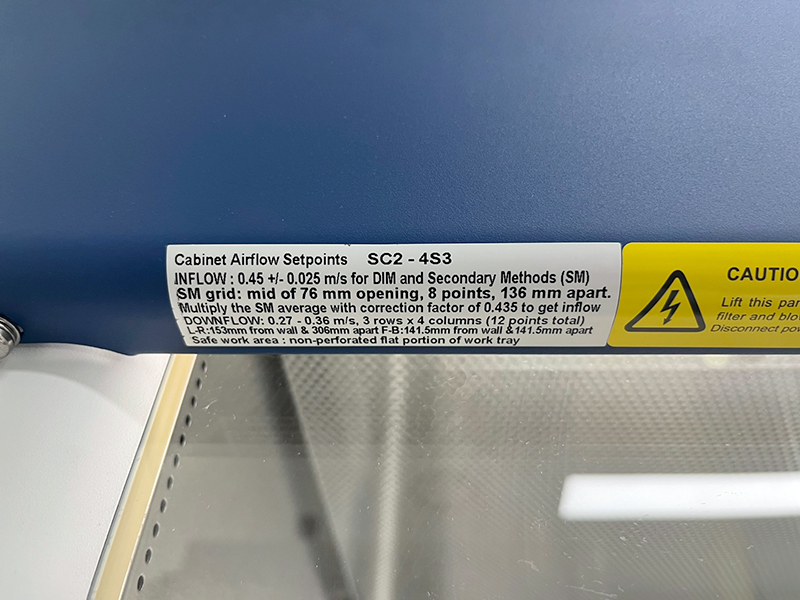 Cabinet Airflow Setpoints SC2 - 4S3
INFLOW : 0.45 +/- 0.025 m/s for DIM and Secondary Methods (SM)
SM grid: mid of 76 mm opening, 8 points, 136 mm apart.
Multiply the SM average with correction factor of 0.435 to get inflow
DOWNFLOW: 0.27 - 0.36 m/s, 3 rows x 4 columns (12 points total)
L-R:153mm from wall & 306mm apart F-B:141.5mm from wall &141.5mm apart
Safe work area : non-perforated flat portion of work tray
Lift this
filter and
Disconnect